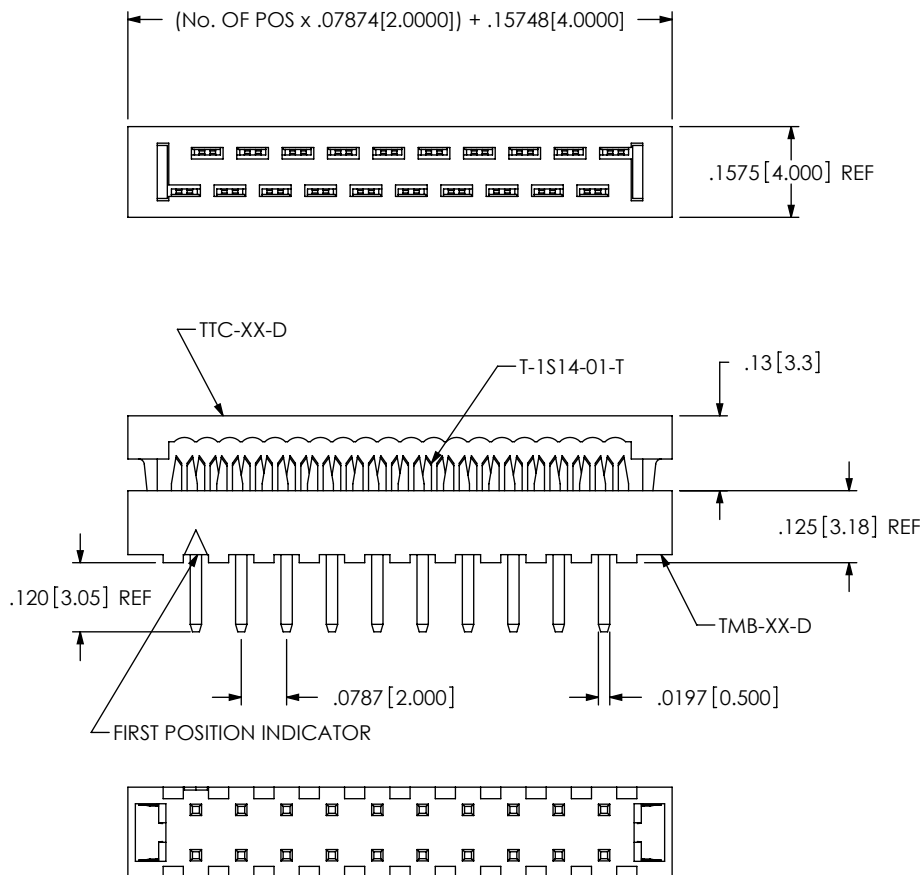 (No. OF POS x .07874[2.0000]) + .15748[4.0000]
.1575[4.000] REF
TTC-XX-D
T-1S14-01-T
.13[3.3]
.125[3.18] REF
.120[3.05] REF
TMB-XX-D
.0787[2.000]
.0197[0.500]
FIRST POSITION INDICATOR